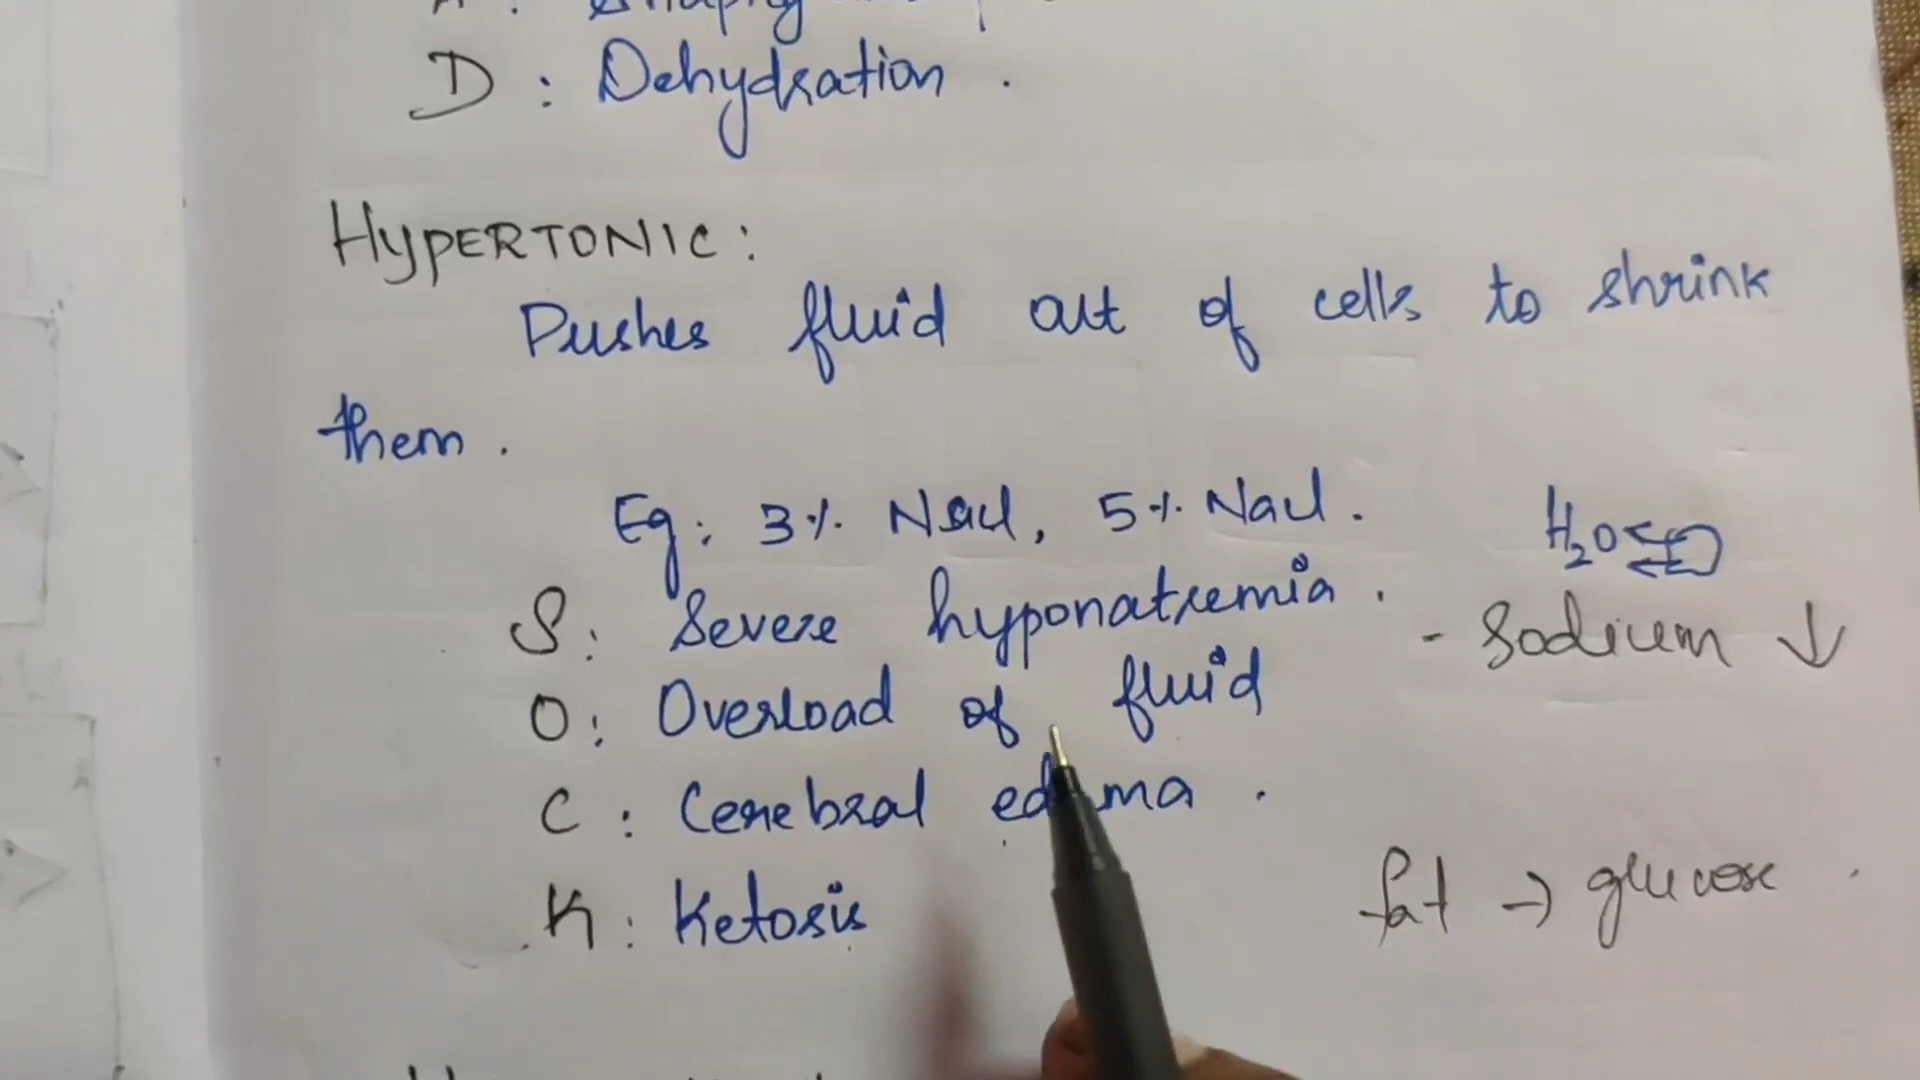 D : Dehydration .
HYPERTONIC :
Pushes fluid out of cells to shrink
them .
Eg : 3% NaCl , 5% NaCl .
H₂O
S : Severe hyponatremia . - Sodium ↓
O : Overload of fluid
C : Cerebral edema .
K : Ketosis fat → glucose .